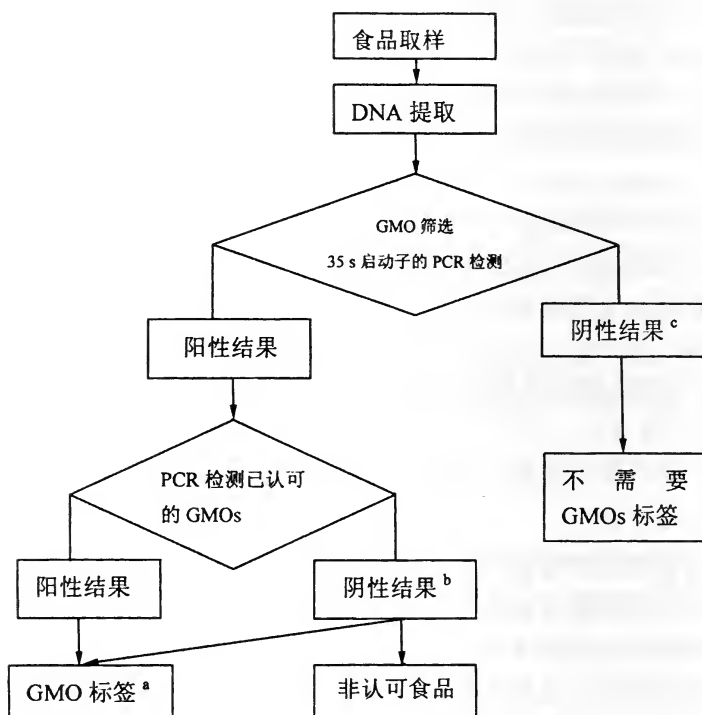 食品取样
DNA 提取
GMO 筛选
35 s 启动子的 PCR 检测
阳性结果
阴性结果 c
PCR 检测已认可
的 GMOs
不 需 要
GMOs 标签
阳性结果
阴性结果 b
GMO 标签 a
非认可食品